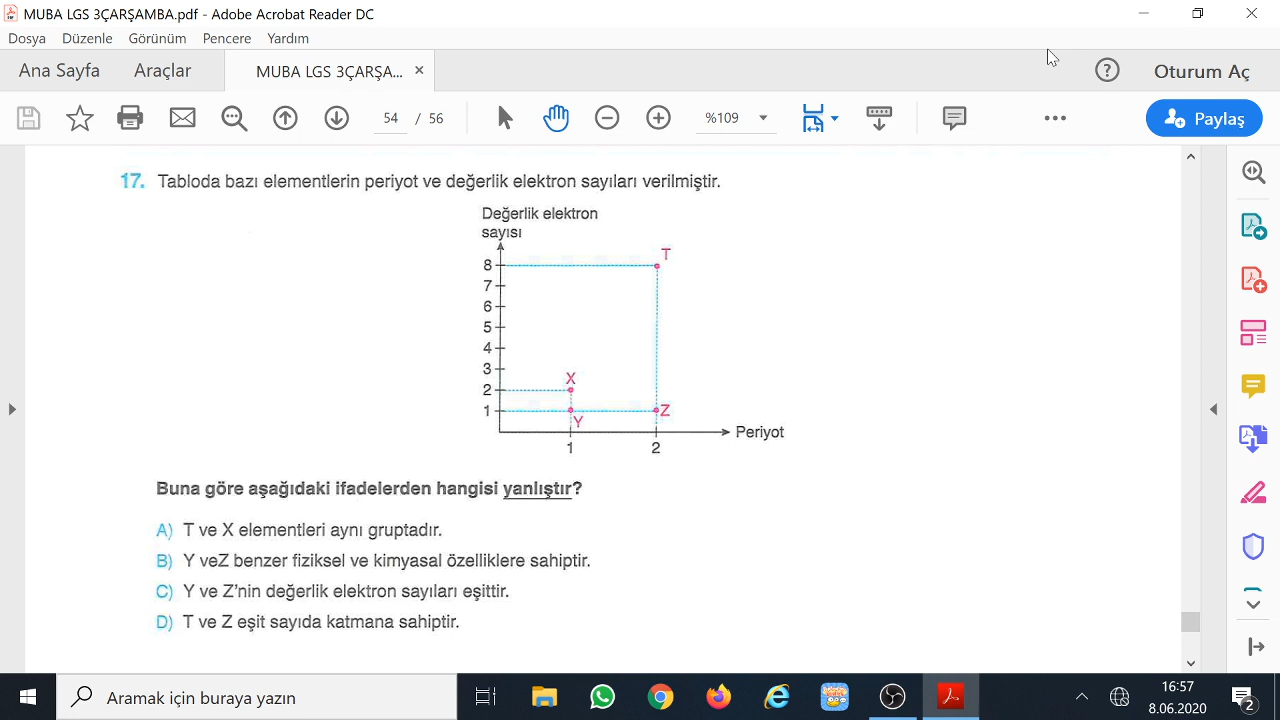 MUBA LGS 3ÇARŞAMBA.pdf - Adobe Acrobat Reader DC
Dosya Düzenle Görünüm Pencere Yardım
Ana Sayfa Araçlar MUBA LGS 3ÇARŞA... × ? Oturum Aç
54 / 56 %109 Paylaş
17. Tabloda bazı elementlerin periyot ve değerlik elektron sayıları verilmiştir.
Değerlik elektron
sayısı
T
8
7
6
5
4
3
X
2
1
Z
Y
Periyot
1 2
Buna göre aşağıdaki ifadelerden hangisi yanlıştır?
A) T ve X elementleri aynı gruptadır.
B) Y veZ benzer fiziksel ve kimyasal özelliklere sahiptir.
C) Y ve Z'nin değerlik elektron sayıları eşittir.
D) T ve Z eşit sayıda katmana sahiptir.
Aramak için buraya yazın
16:57
8.06.2020
2